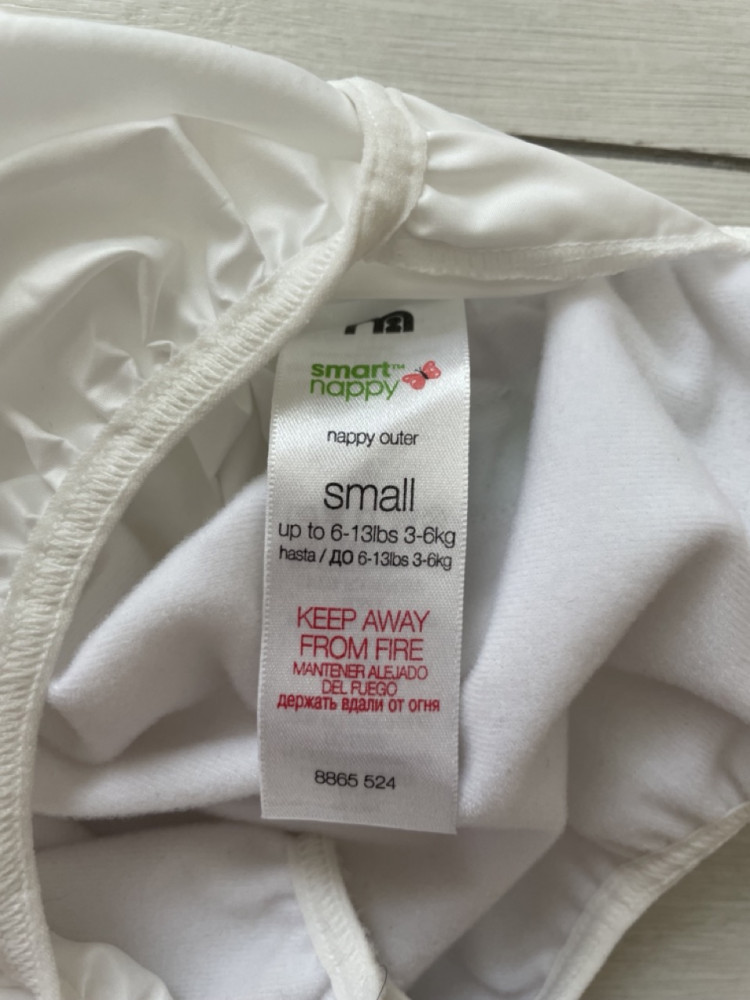 smart™
nappy
nappy outer
small
up to 6-13lbs 3-6kg
hasta / ДО 6-13lbs 3-6kg
KEEP AWAY
FROM FIRE
MANTENER ALEJADO
DEL FUEGO
держать вдали от огня
8865 524